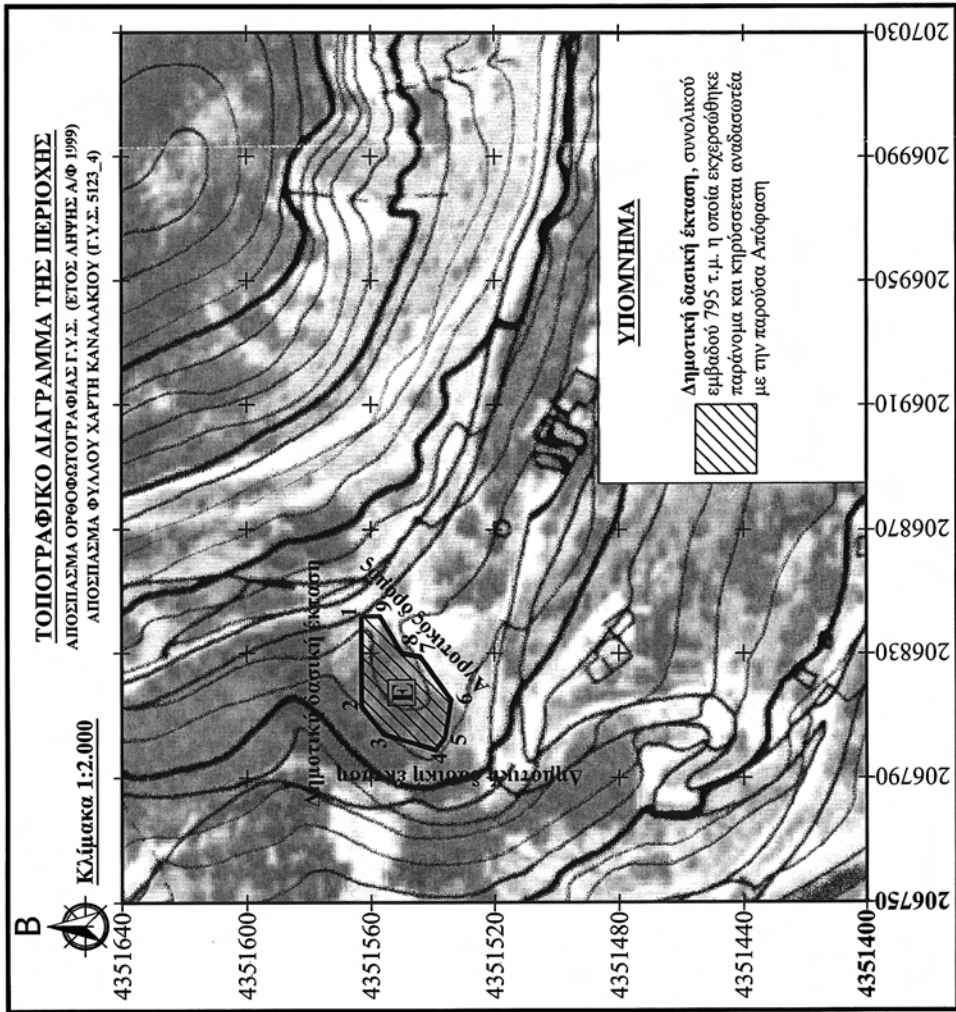 ΤΟΠΟΓΡΑΦΙΚΟ ΔΙΑΓΡΑΜΜΑ ΤΗΣ ΠΕΡΙΟΧΗΣ
ΑΠΟΣΠΑΣΜΑ ΟΡΘΟΦΩΤΟΓΡΑΦΙΑΣ Γ.Υ.Σ. (ΕΤΟΣ ΛΗΨΗΣ Α/Φ 1999)
ΑΠΟΣΠΑΣΜΑ ΦΥΛΛΟΥ ΧΑΡΤΗ ΚΑΝΑΛΑΚΙΟΥ (Γ.Υ.Σ. 5123_4)
Β
Κλίμακα 1:2.000
4351640
4351600
4351560
4351520
4351480
4351440
4351400
206750
206790
206830
206870
206910
206950
206990
207030
Δημοτική δασική έκταση
Δημοτική δασική έκταση
Αγροτικός δρόμος
1
2
3
4
5
6
7
8
9
Ε
ΥΠΟΜΝΗΜΑ
Δημοτική δασική έκταση, συνολικού
εμβαδού 795 τ.μ. η οποία εκχερσώθηκε
παράνομα και κηρύσσεται αναδασωτέα
με την παρούσα Απόφαση